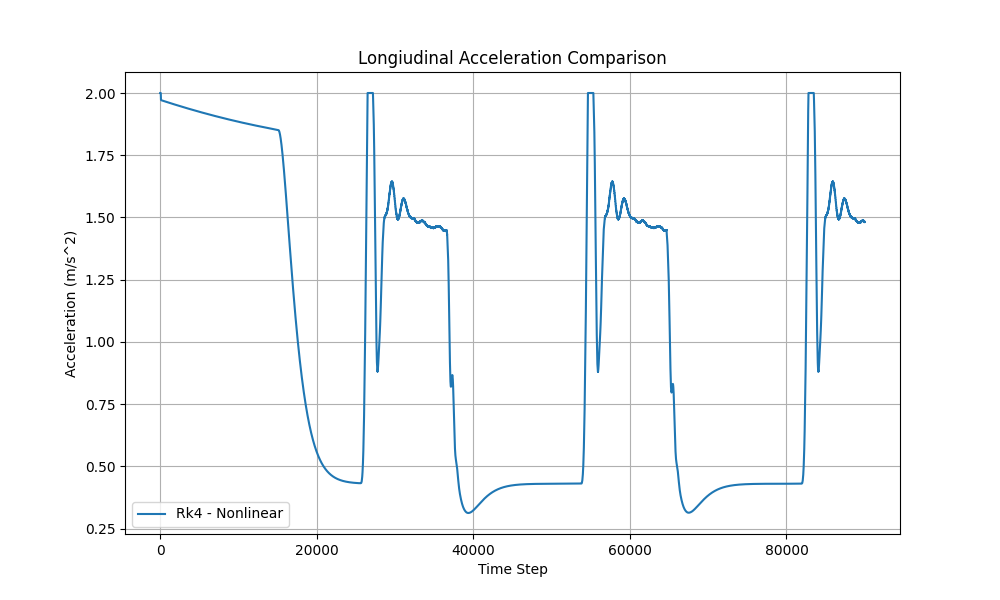 Longiudinal Acceleration Comparison
Acceleration (m/s^2)
2.00
1.75
1.50
1.25
1.00
0.75
0.50
0.25
Rk4 - Nonlinear
0 20000 40000 60000 80000
Time Step